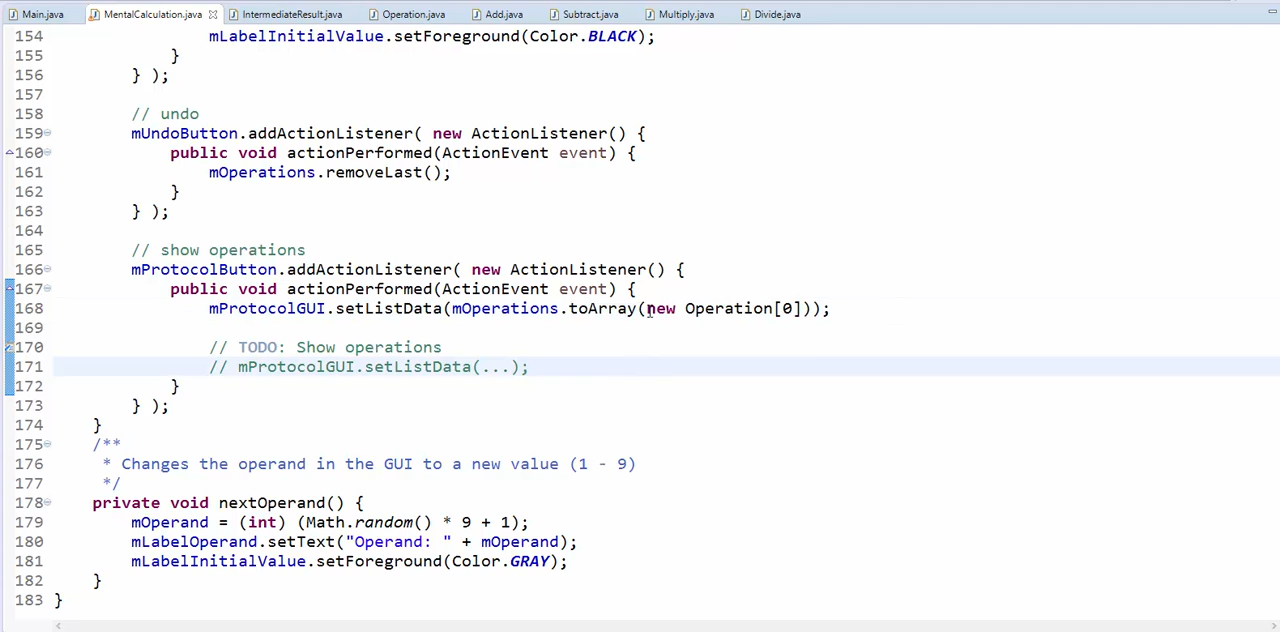 Main.java MentalCalculation.java IntermediateResult.java Operation.java Add.java Subtract.java Multiply.java Divide.java
154 mLabelInitialValue.setForeground(Color.BLACK);
155 }
156 } );
157
158 // undo
159 mUndoButton.addActionListener( new ActionListener() {
160 public void actionPerformed(ActionEvent event) {
161 mOperations.removeLast();
162 }
163 } );
164
165 // show operations
166 mProtocolButton.addActionListener( new ActionListener() {
167 public void actionPerformed(ActionEvent event) {
168 mProtocolGUI.setListData(mOperations.toArray(new Operation[0]));
169
170 // TODO: Show operations
171 // mProtocolGUI.setListData(...);
172 }
173 } );
174 }
175 /**
176 * Changes the operand in the GUI to a new value (1 - 9)
177 */
178 private void nextOperand() {
179 mOperand = (int) (Math.random() * 9 + 1);
180 mLabelOperand.setText("Operand: " + mOperand);
181 mLabelInitialValue.setForeground(Color.GRAY);
182 }
183 }